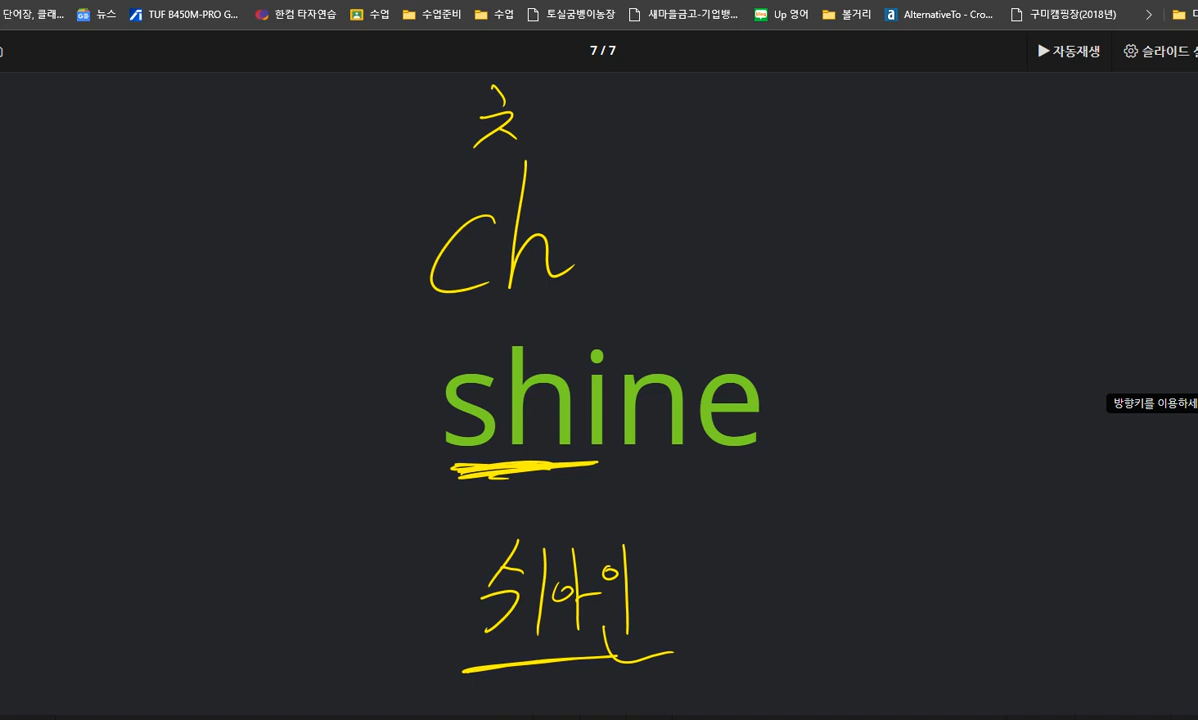 단어장, 클래... 뉴스 TUF B450M-PRO G... 한컴 타자연습 수업 수업준비 수업 토실굼벵이농장 새마을금고-기업뱅... Up 영어 볼거리 AlternativeTo - Cro... 구미캠핑장(2018년)
7 / 7 ▶ 자동재생 슬라이드
츠
ch
shine
방향키를 이용하세
쉬아인